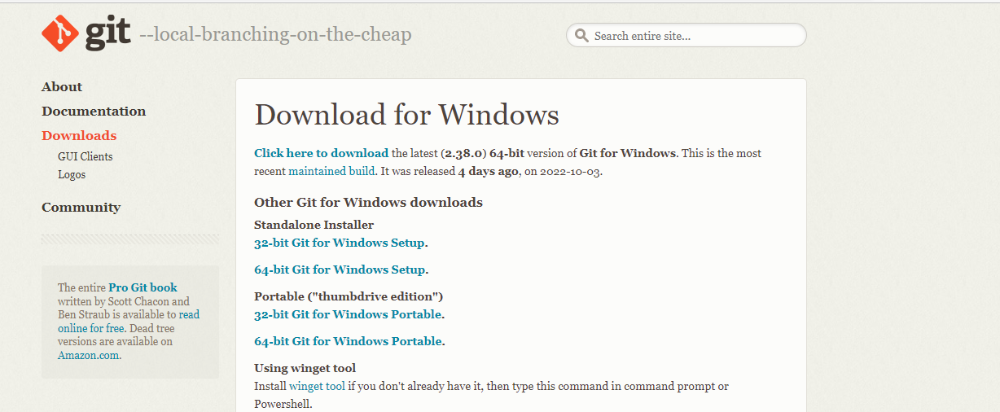 git --local-branching-on-the-cheap
Search entire site...
About
Documentation
Downloads
GUI Clients
Logos
Community
The entire Pro Git book
written by Scott Chacon and
Ben Straub is available to read
online for free. Dead tree
versions are available on
Amazon.com.
Download for Windows
Click here to download the latest (2.38.0) 64-bit version of Git for Windows. This is the most
recent maintained build. It was released 4 days ago, on 2022-10-03.
Other Git for Windows downloads
Standalone Installer
32-bit Git for Windows Setup.
64-bit Git for Windows Setup.
Portable ("thumbdrive edition")
32-bit Git for Windows Portable.
64-bit Git for Windows Portable.
Using winget tool
Install winget tool if you don't already have it, then type this command in command prompt or
Powershell.